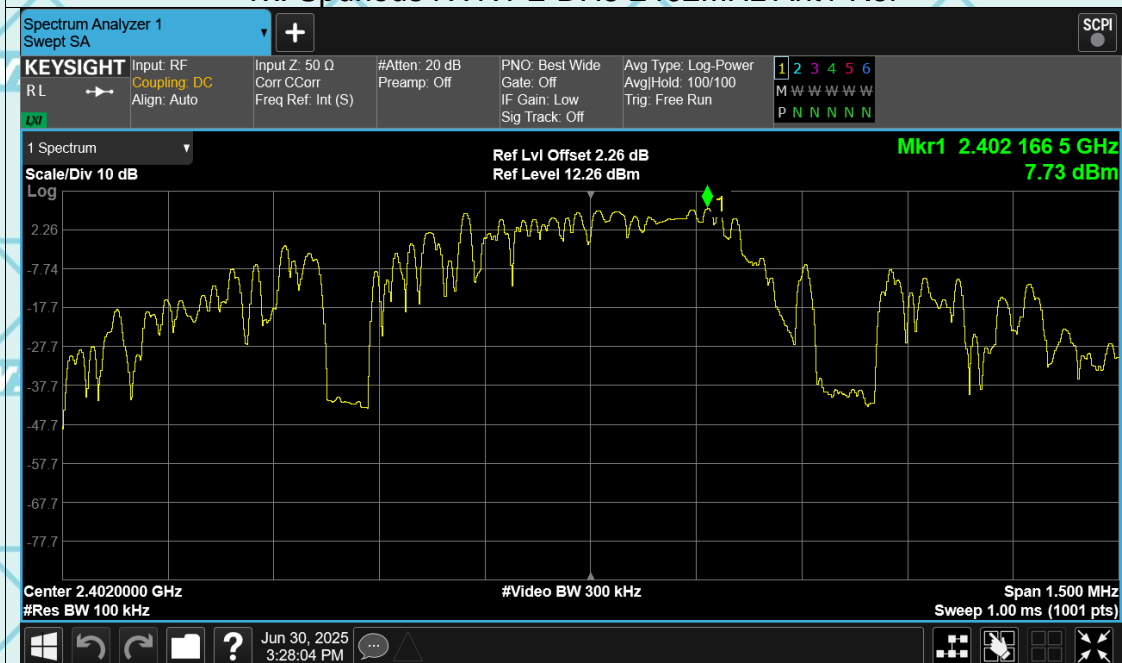 Spectrum Analyzer 1
Swept SA
+
SCPI
KEYSIGHT
R L
LXI
Input: RF
Coupling: DC
Align: Auto
Input Z: 50 Ω
Corr CCorr
Freq Ref: Int (S)
#Atten: 20 dB
Preamp: Off
PNO: Best Wide
Gate: Off
IF Gain: Low
Sig Track: Off
Avg Type: Log-Power
Avg|Hold: 100/100
Trig: Free Run
1 2 3 4 5 6
M W W W W W
P N N N N N
1 Spectrum
Scale/Div 10 dB
Ref Lvl Offset 2.26 dB
Ref Level 12.26 dBm
Mkr1 2.402 166 5 GHz
7.73 dBm
Log
1
2.26
-7.74
-17.7
-27.7
-37.7
-47.7
-57.7
-67.7
-77.7
Center 2.4020000 GHz
#Video BW 300 kHz
Span 1.500 MHz
#Res BW 100 kHz
Sweep 1.00 ms (1001 pts)
?
Jun 30, 2025
3:28:04 PM